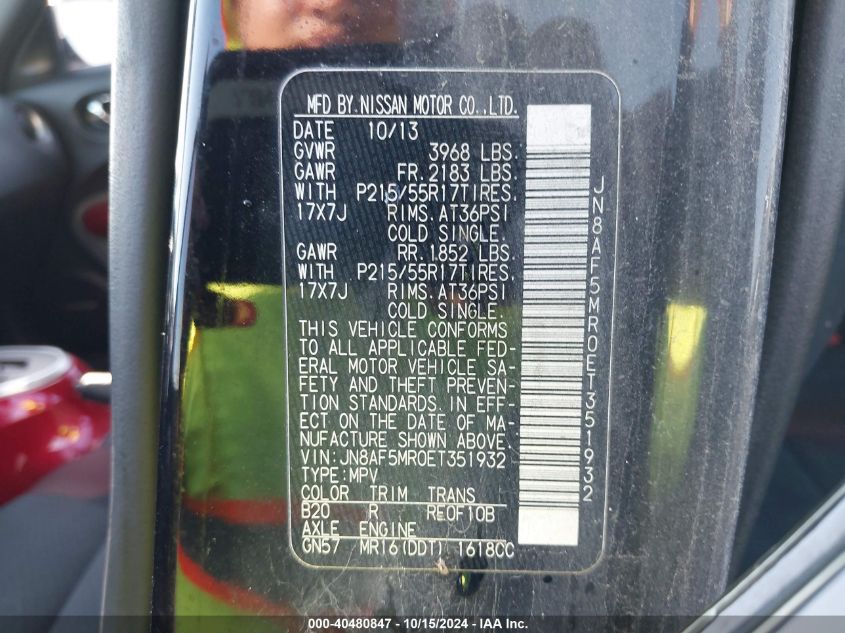 MFD BY NISSAN MOTOR CO.,LTD.
DATE 10/13
GVWR 3968 LBS.
GAWR FR.2183 LBS.
WITH P215/55R17TIRES.
17X7J RIMS.AT36PSI
COLD SINGLE.
GAWR RR.1852 LBS.
WITH P215/55R17TIRES.
17X7J RIMS.AT36PSI
COLD SINGLE.
THIS VEHICLE CONFORMS
TO ALL APPLICABLE FED-
ERAL MOTOR VEHICLE SA-
FETY AND THEFT PREVEN-
TION STANDARDS.IN EFF-
ECT ON THE DATE OF MA-
NUFACTURE SHOWN ABOVE.
VIN:JN8AF5MR0ET351932
TYPE:MPV
COLOR TRIM TRANS
B20 R RE0F10B
AXLE ENGINE
GN57 MR16(DDT) 1618CC
JN8AF5MR0ET351932
000-40480847 - 10/15/2024 - IAA Inc.